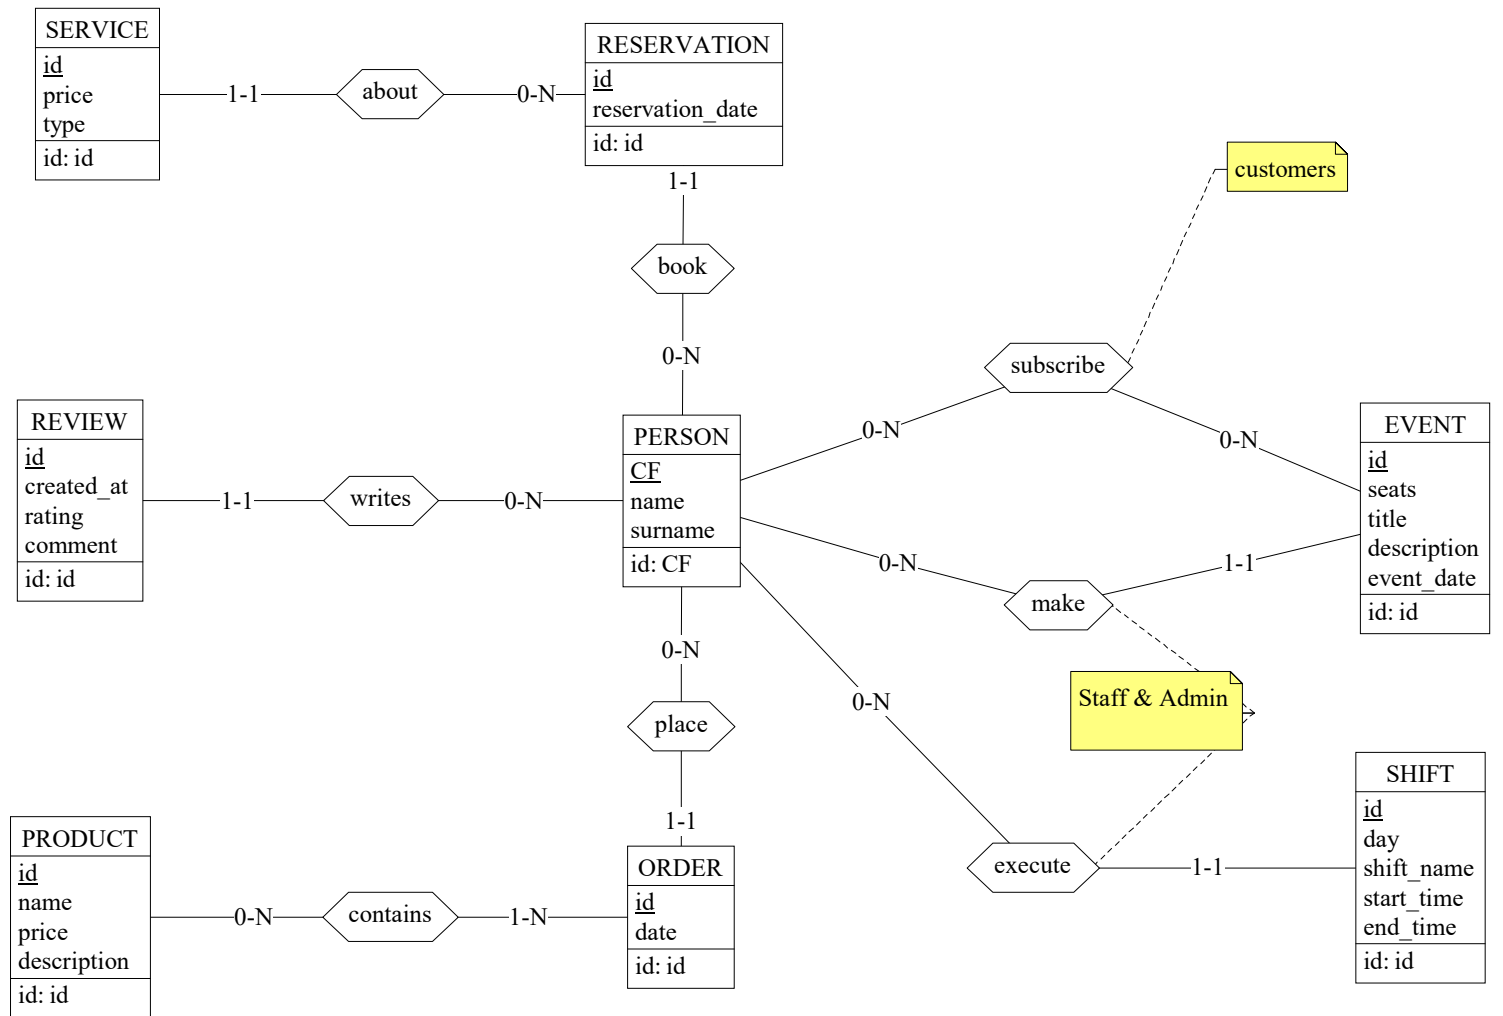 SERVICE
id
price
type
id: id
1-1
about
0-N
RESERVATION
id
reservation_date
id: id
1-1
book
0-N
customers
subscribe
0-N
0-N
REVIEW
id
created_at
rating
comment
id: id
1-1
writes
0-N
PERSON
CF
name
surname
id: CF
EVENT
id
seats
title
description
event_date
id: id
0-N
make
1-1
Staff & Admin
0-N
place
1-1
0-N
execute
1-1
SHIFT
id
day
shift_name
start_time
end_time
id: id
PRODUCT
id
name
price
description
id: id
0-N
contains
1-N
ORDER
id
date
id: id